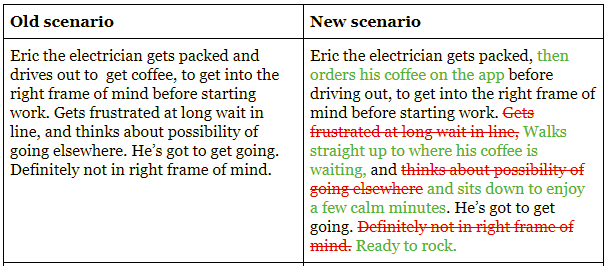 Old scenario
Eric the electrician gets packed and
drives out to  get coffee, to get into the
right frame of mind before starting
work. Gets frustrated at long wait in
line, and thinks about possibility of
going elsewhere. He's got to get going.
Definitely not in right frame of mind.
New scenario
Eric the electrician gets packed, then
orders his coffee on the app before
driving out, to get into the right frame of
mind before starting work. Gets
frustrated at long wait in line, Walks
straight up to where his coffee is
waiting, and thinks about possibility of
going elsewhere and sits down to enjoy
a few calm minutes. He's got to get
going. Definitely not in right frame of
mind. Ready to rock.